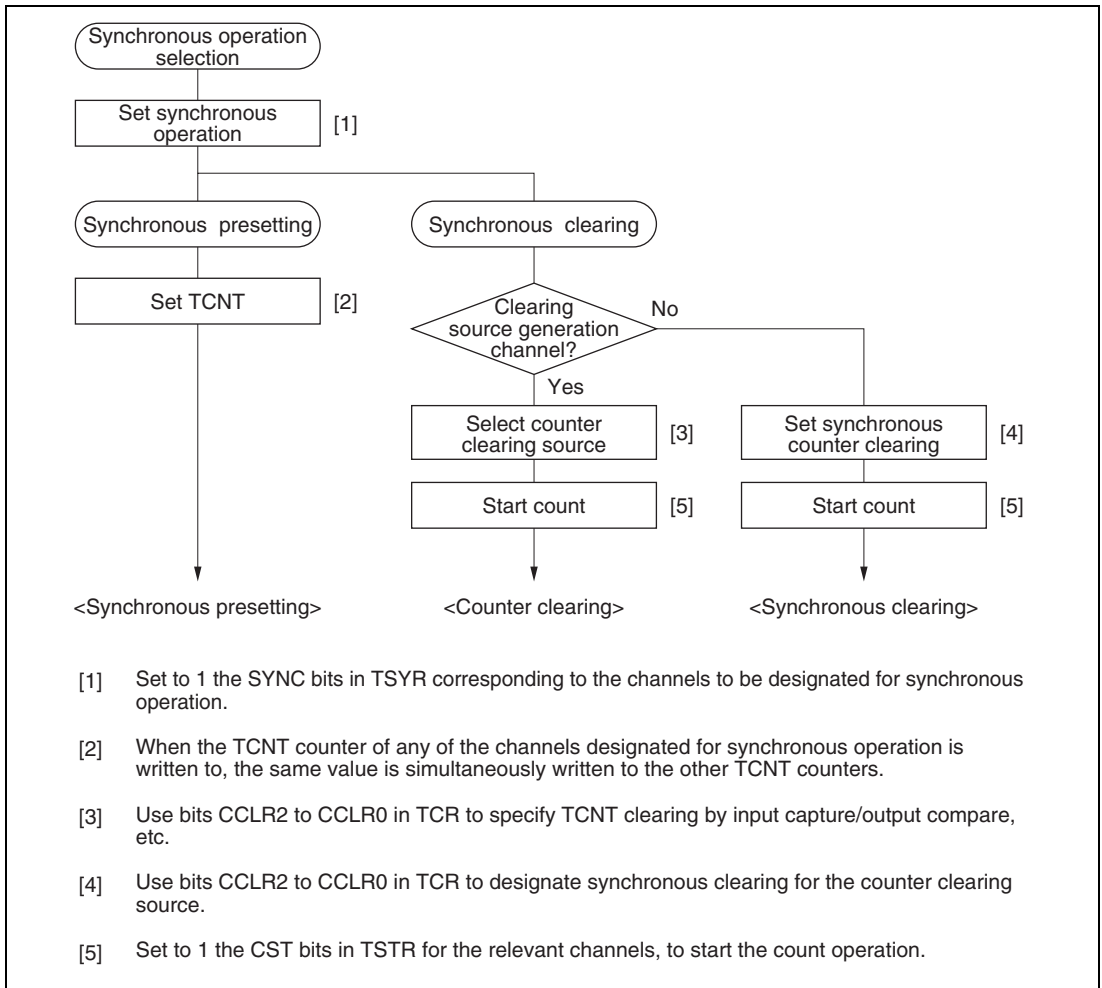 Synchronous operation
selection
Set synchronous
operation
[1]
Synchronous presetting
Synchronous clearing
Set TCNT
[2]
Clearing
source generation
channel?
No
Yes
Select counter
clearing source
[3]
Set synchronous
counter clearing
[4]
Start count
[5]
Start count
[5]
<Synchronous presetting>
<Counter clearing>
<Synchronous clearing>
[1] Set to 1 the SYNC bits in TSYR corresponding to the channels to be designated for synchronous
operation.
[2] When the TCNT counter of any of the channels designated for synchronous operation is
written to, the same value is simultaneously written to the other TCNT counters.
[3] Use bits CCLR2 to CCLR0 in TCR to specify TCNT clearing by input capture/output compare,
etc.
[4] Use bits CCLR2 to CCLR0 in TCR to designate synchronous clearing for the counter clearing
source.
[5] Set to 1 the CST bits in TSTR for the relevant channels, to start the count operation.